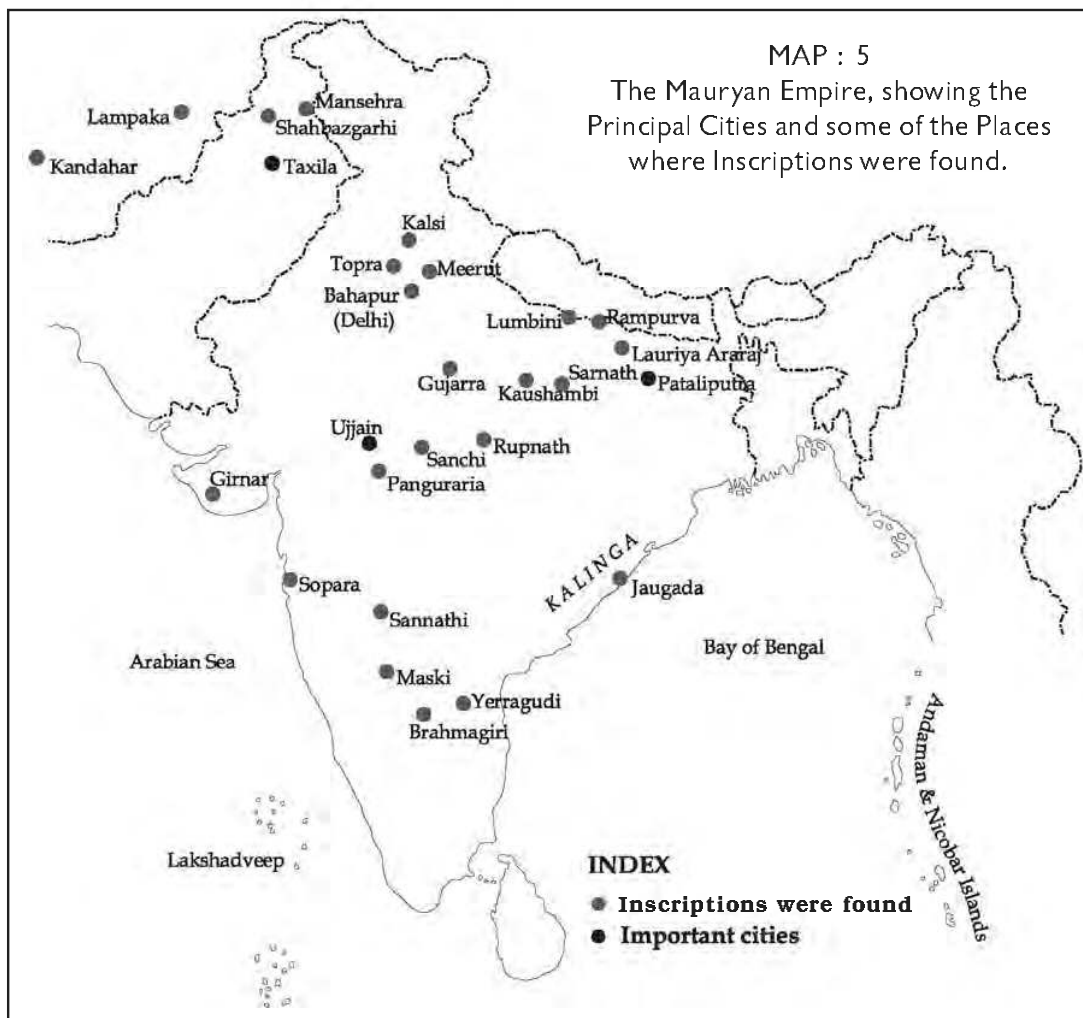 MAP : 5
The Mauryan Empire, showing the
Principal Cities and some of the Places
where Inscriptions were found.
Lampaka
Mansehra
Shahbazgarhi
Kandahar
Taxila
Kalsi
Topra
Meerut
Bahapur
(Delhi)
Lumbini
Rampurva
Lauriya Araraj
Gujarra
Sarnath
Kaushambi
Pataliputra
Ujjain
Sanchi
Rupnath
Panguraria
Girnar
KALINGA
Sopara
Jaugada
Sannathi
Bay of Bengal
Arabian Sea
Maski
Yerragudi
Brahmagiri
Andaman & Nicobar Islands
Lakshadveep
INDEX
Inscriptions were found
Important cities